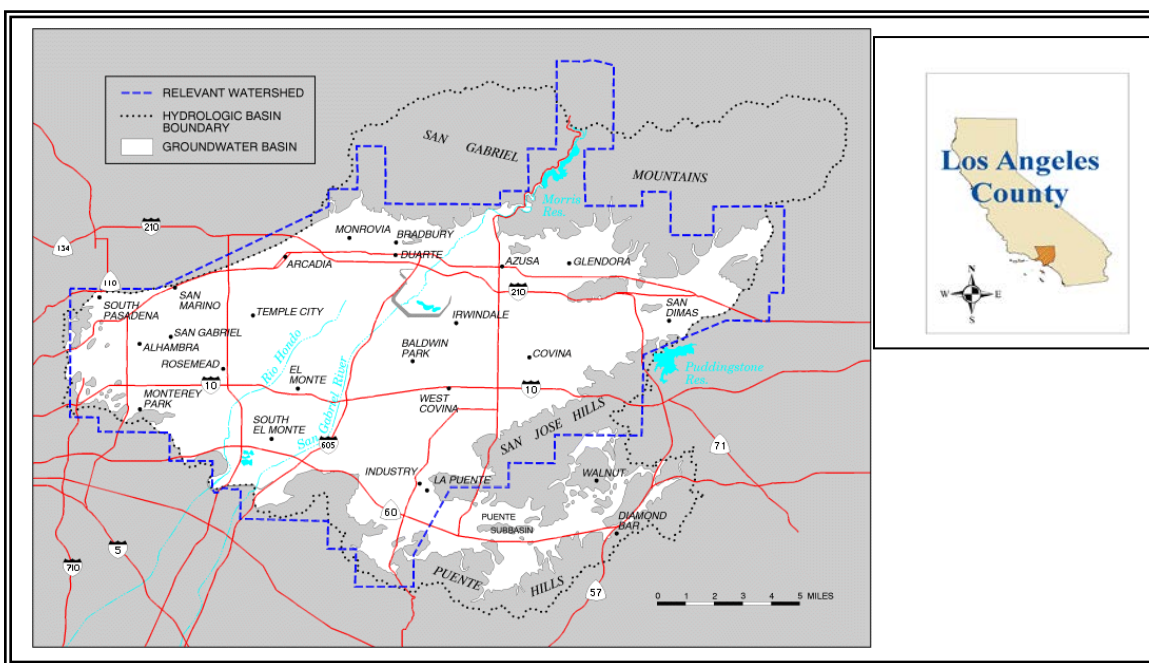 RELEVANT WATERSHED
HYDROLOGIC BASIN
BOUNDARY
GROUNDWATER BASIN
SAN
GABRIEL
MOUNTAINS
Morris
Res.
210
134
110
MONROVIA
BRADBURY
DUARTE
ARCADIA
AZUSA
GLENDORA
210
SOUTH
PASADENA
SAN
MARINO
TEMPLE CITY
IRWINDALE
SAN
DIMAS
SAN GABRIEL
ALHAMBRA
ROSEMEAD
Rio Hondo
BALDWIN
PARK
COVINA
Puddingstone
Res.
10
EL
MONTE
San Gabriel River
WEST
COVINA
10
MONTEREY
PARK
SOUTH
EL MONTE
605
SAN JOSE HILLS
71
INDUSTRY
LA PUENTE
WALNUT
60
PUENTE
SUBBASIN
DIAMOND
BAR
5
710
PUENTE
HILLS
57
0 1 2 3 4 5 MILES
Los Angeles
County
N
W E
S